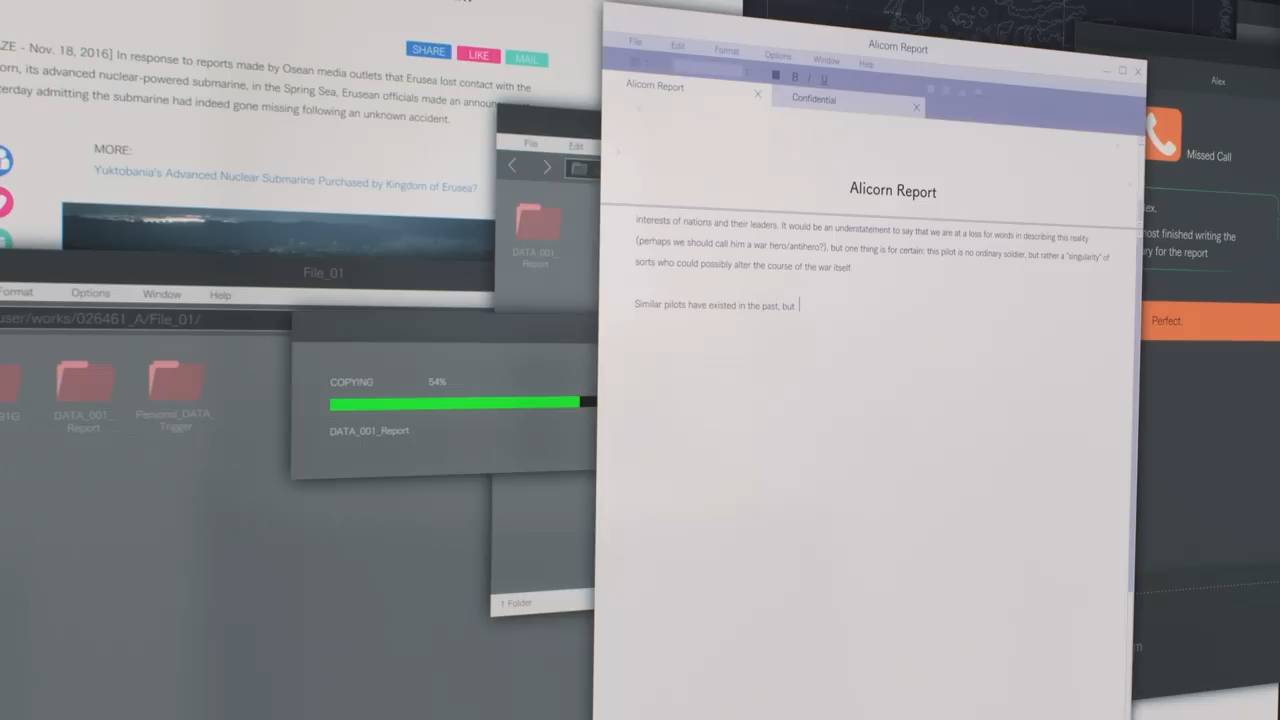 AZE - Nov. 18, 2016] In response to reports made by Osean media outlets that Erusea lost contact with the
orn, its advanced nuclear-powered submarine, in the Spring Sea, Erusean officials made an announ
terday admitting the submarine had indeed gone missing following an unknown accident.
SHARE
LIKE
MAIL
MORE:
Yuktobania's Advanced Nuclear Submarine Purchased by Kingdom of Erusea?
File_01
Format Options Window Help
user/works/026461_A/File_01/
91G
DATA_001_
Report
Personal_DATA_
Trigger
File Edit
DATA_001_
Report
COPYING 54%
DATA_001_Report
1 Folder
Alicorn Report
File Edit Format Options Window Help
B I U
Alicorn Report
Confidential
Alicorn Report
interests of nations and their leaders. It would be an understatement to say that we are at a loss for words in describing this reality
(perhaps we should call him a war hero/antihero?), but one thing is for certain: this pilot is no ordinary soldier, but rather a "singularity" of
sorts who could possibly alter the course of the war itself.
Similar pilots have existed in the past, but
Alex
Missed Call
lex.
ost finished writing the
ry for the report
Perfect.